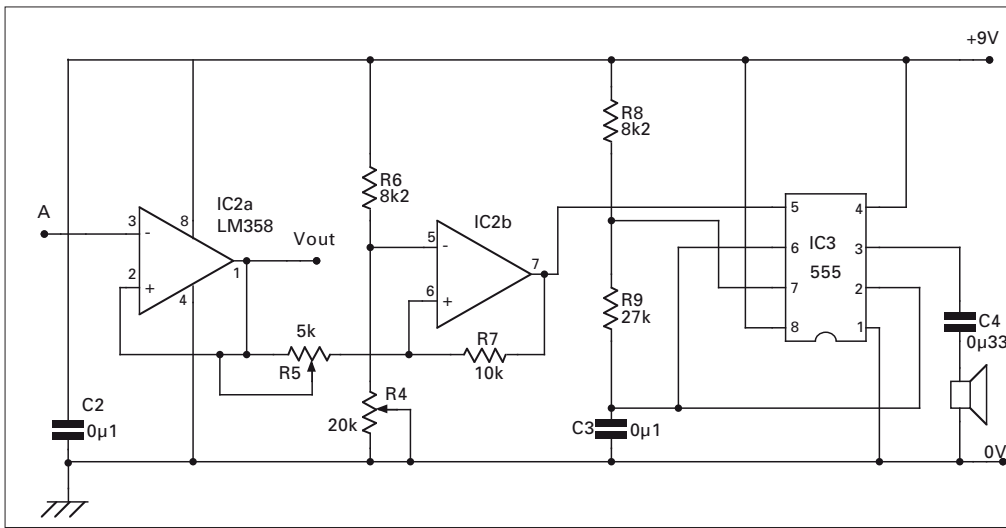 +9V
R8
8k2
R6
8k2
IC2a
LM358
IC2b
A
3
-
8
Vout
1
2
+
4
5
-
7
6
+
5
4
6
IC3
3
555
7
2
8
1
R9
27k
C4
0µ33
5k
R5
R7
10k
R4
20k
C2
0µ1
C3
0µ1
0V